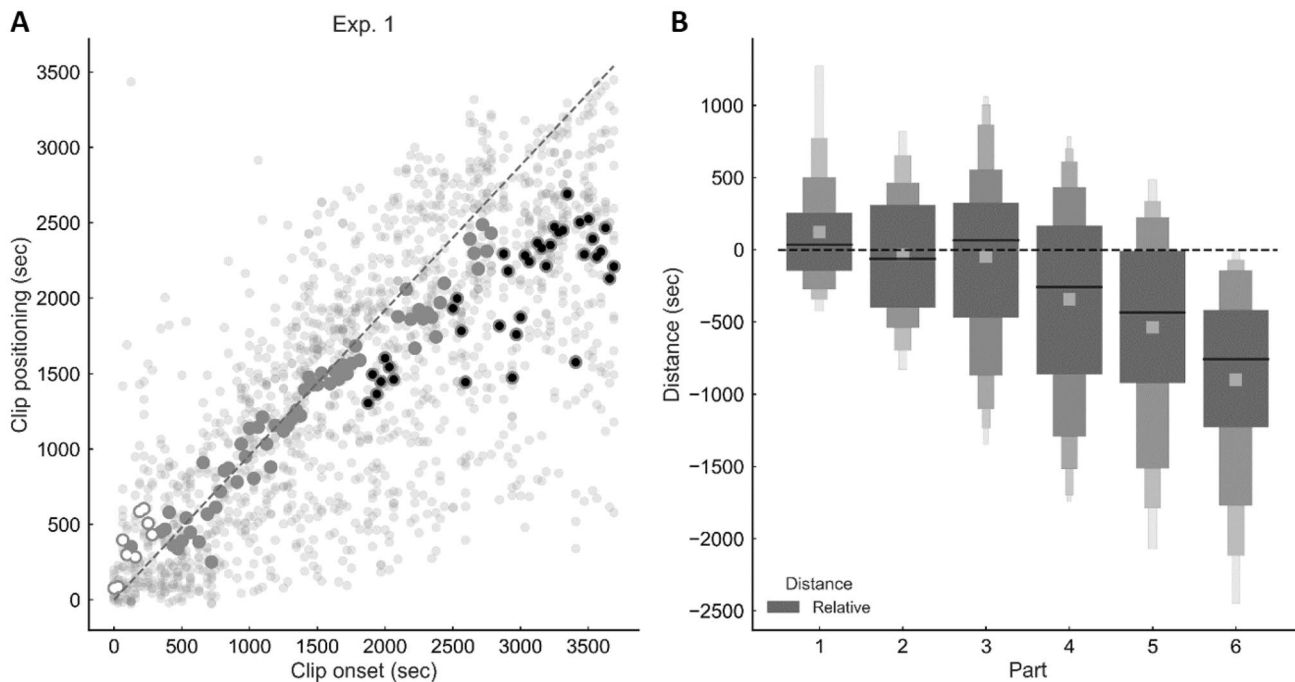 A
Exp. 1
3500
3000
2500
2000
1500
1000
500
0
Clip positioning (sec)
0 500 1000 1500 2000 2500 3000 3500
Clip onset (sec)
B
1000
500
0
−500
−1000
−1500
−2000
−2500
Distance (sec)
Distance
Relative
1 2 3 4 5 6
Part